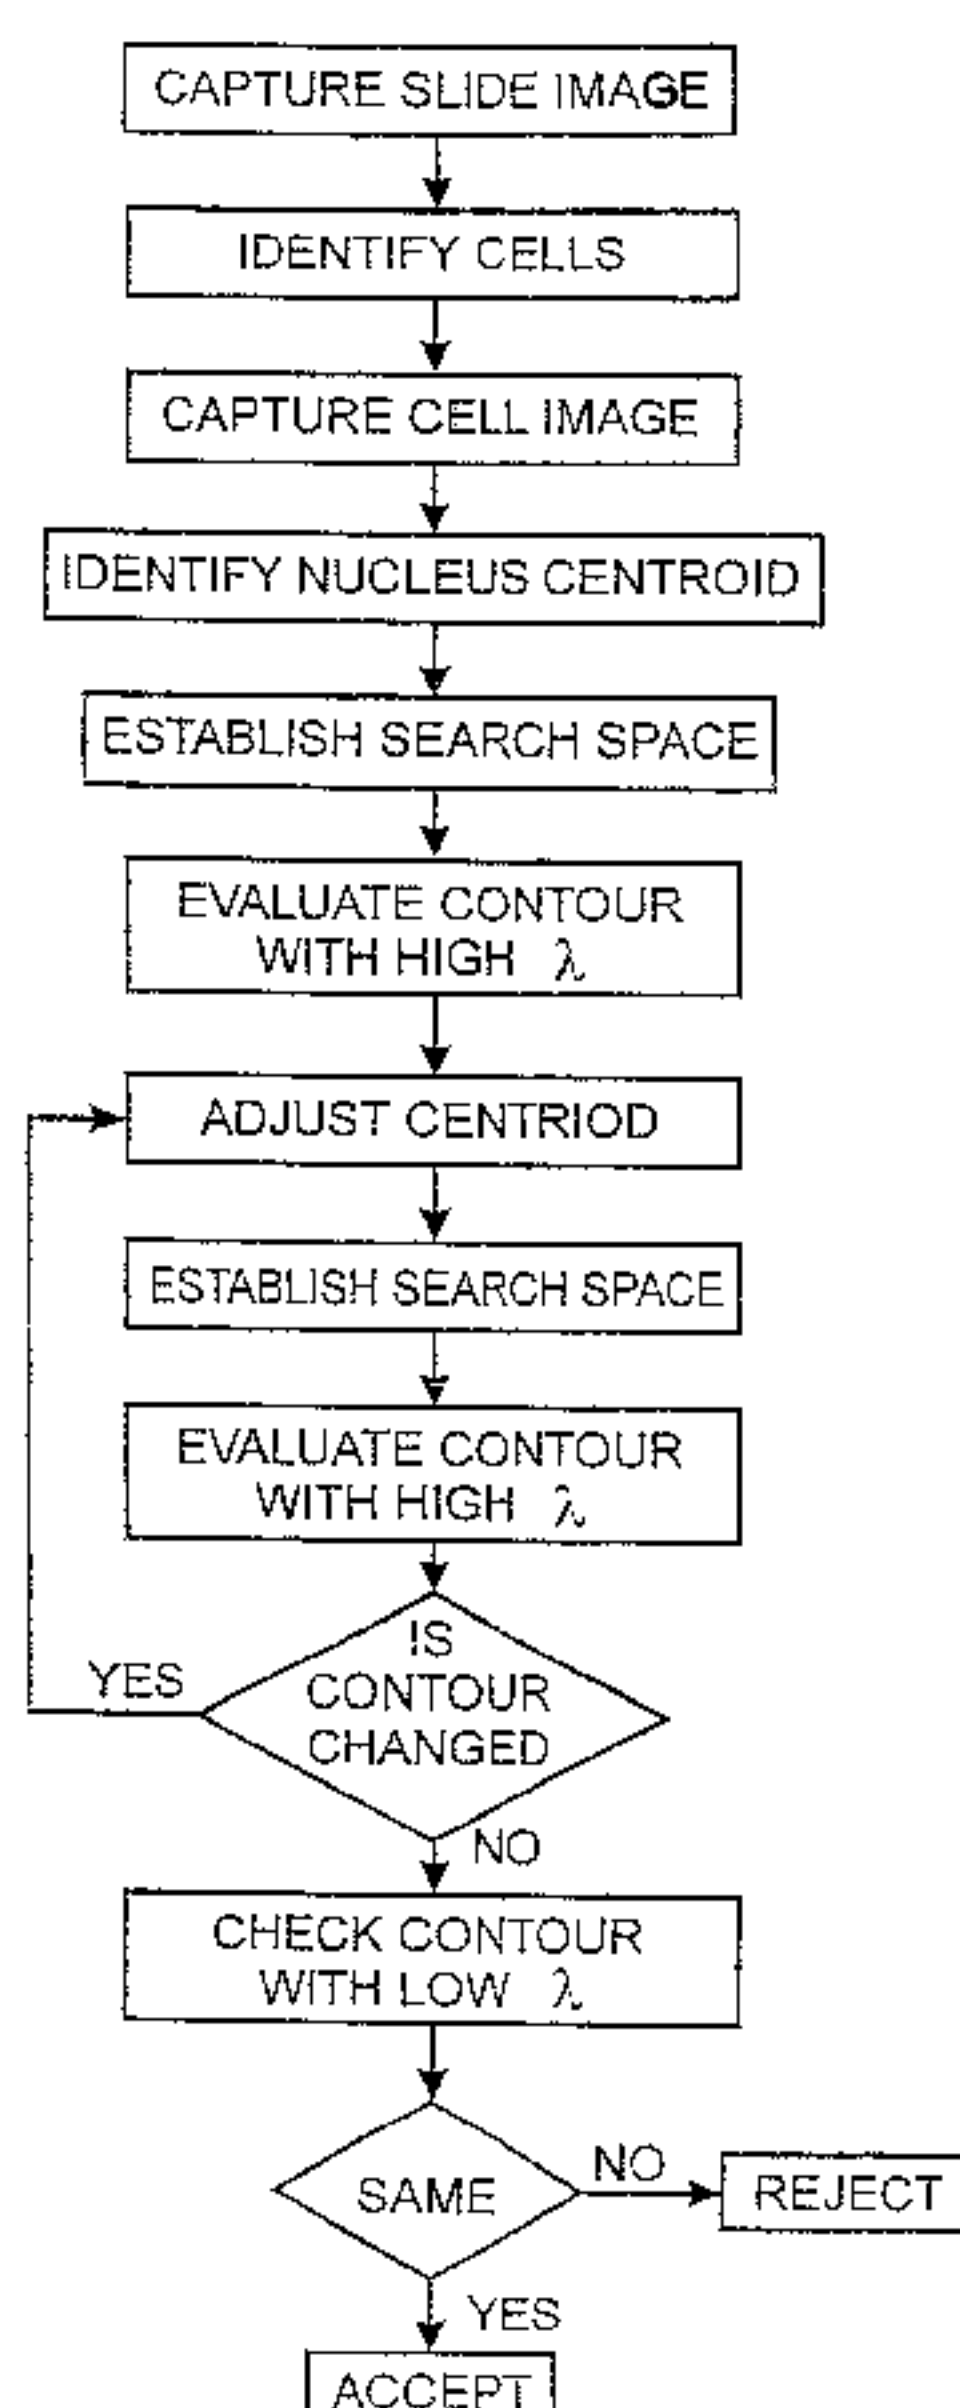 CAPTURE SLIDE IMAGE
IDENTIFY CELLS
CAPTURE CELL IMAGE
IDENTIFY NUCLEUS CENTROID
ESTABLISH SEARCH SPACE
EVALUATE CONTOUR
WITH HIGH λ
ADJUST CENTRIOD
ESTABLISH SEARCH SPACE
EVALUATE CONTOUR
WITH HIGH λ
IS
CONTOUR
CHANGED
YES
NO
CHECK CONTOUR
WITH LOW λ
SAME
NO
REJECT
YES
ACCEPT